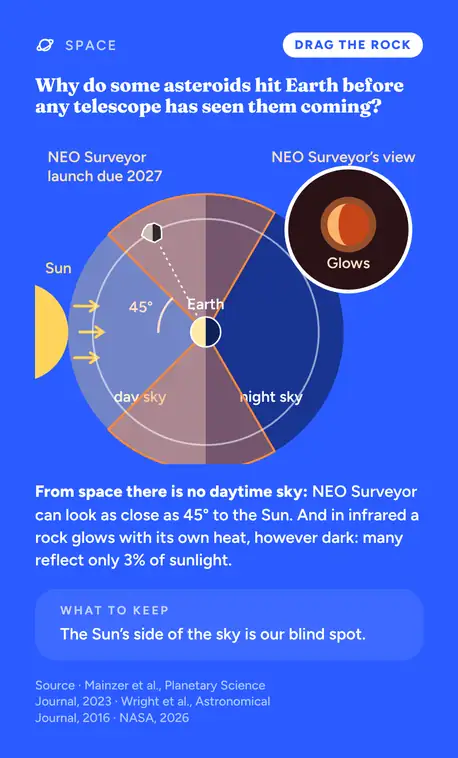 SPACE
DRAG THE ROCK
Why do some asteroids hit Earth before
any telescope has seen them coming?
NEO Surveyor
launch due 2027
NEO Surveyor’s view
Glows
Sun
45°
Earth
day sky
night sky
From space there is no daytime sky: NEO Surveyor
can look as close as 45° to the Sun. And in infrared a
rock glows with its own heat, however dark: many
reflect only 3% of sunlight.
WHAT TO KEEP
The Sun’s side of the sky is our blind spot.
Source · Mainzer et al., Planetary Science
Journal, 2023 · Wright et al., Astronomical
Journal, 2016 · NASA, 2026